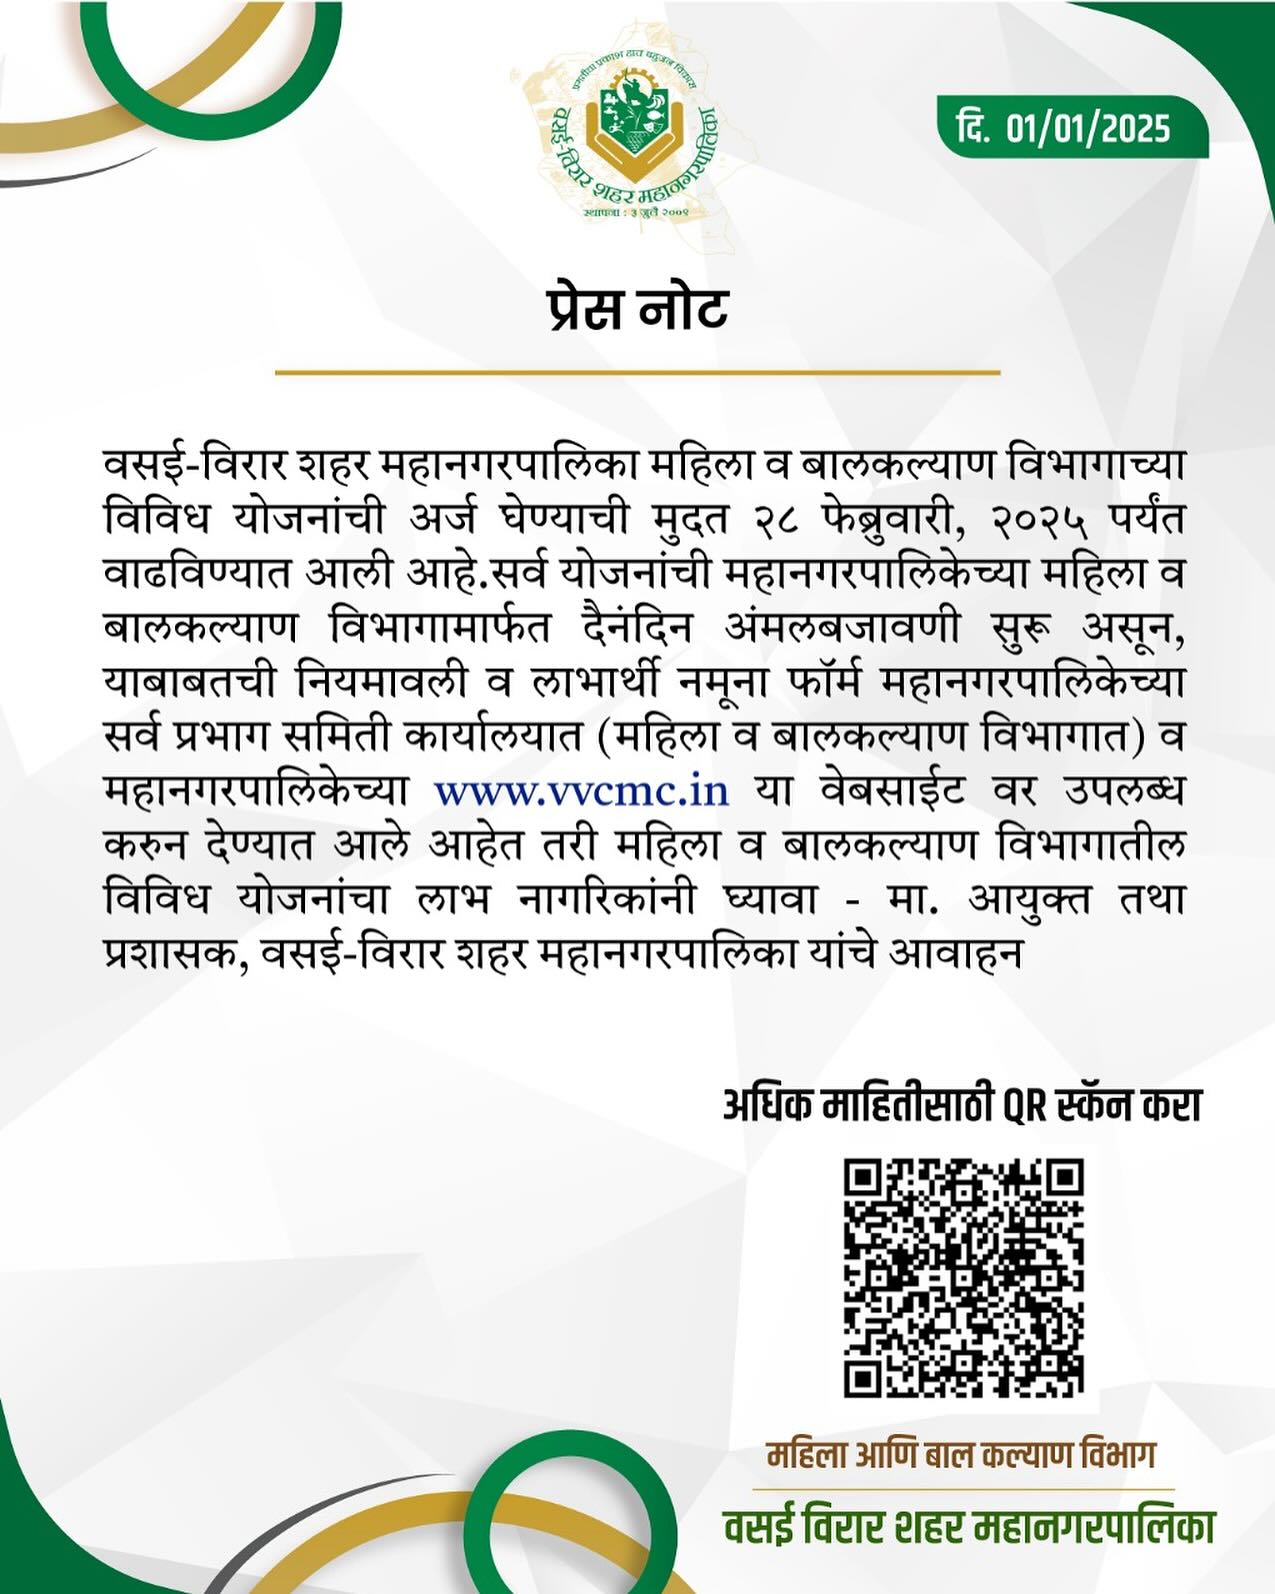 प्रगतीचा प्रकाश हाच बहुजन विकास
वसई-विरार शहर महानगरपालिका
स्थापना : ३ जुलै २००९
दि. 01/01/2025
प्रेस नोट
वसई-विरार शहर महानगरपालिका महिला व बालकल्याण विभागाच्या
विविध योजनांची अर्ज घेण्याची मुदत २८ फेब्रुवारी, २०२५ पर्यंत
वाढविण्यात आली आहे.सर्व योजनांची महानगरपालिकेच्या महिला व
बालकल्याण विभागामार्फत दैनंदिन अंमलबजावणी सुरू असून,
याबाबतची नियमावली व लाभार्थी नमूना फॉर्म महानगरपालिकेच्या
सर्व प्रभाग समिती कार्यालयात (महिला व बालकल्याण विभागात) व
महानगरपालिकेच्या www.vvcmc.in या वेबसाईट वर उपलब्ध
करुन देण्यात आले आहेत तरी महिला व बालकल्याण विभागातील
विविध योजनांचा लाभ नागरिकांनी घ्यावा - मा. आयुक्त तथा
प्रशासक, वसई-विरार शहर महानगरपालिका यांचे आवाहन
अधिक माहितीसाठी QR स्कॅन करा
महिला आणि बाल कल्याण विभाग
वसई विरार शहर महानगरपालिका